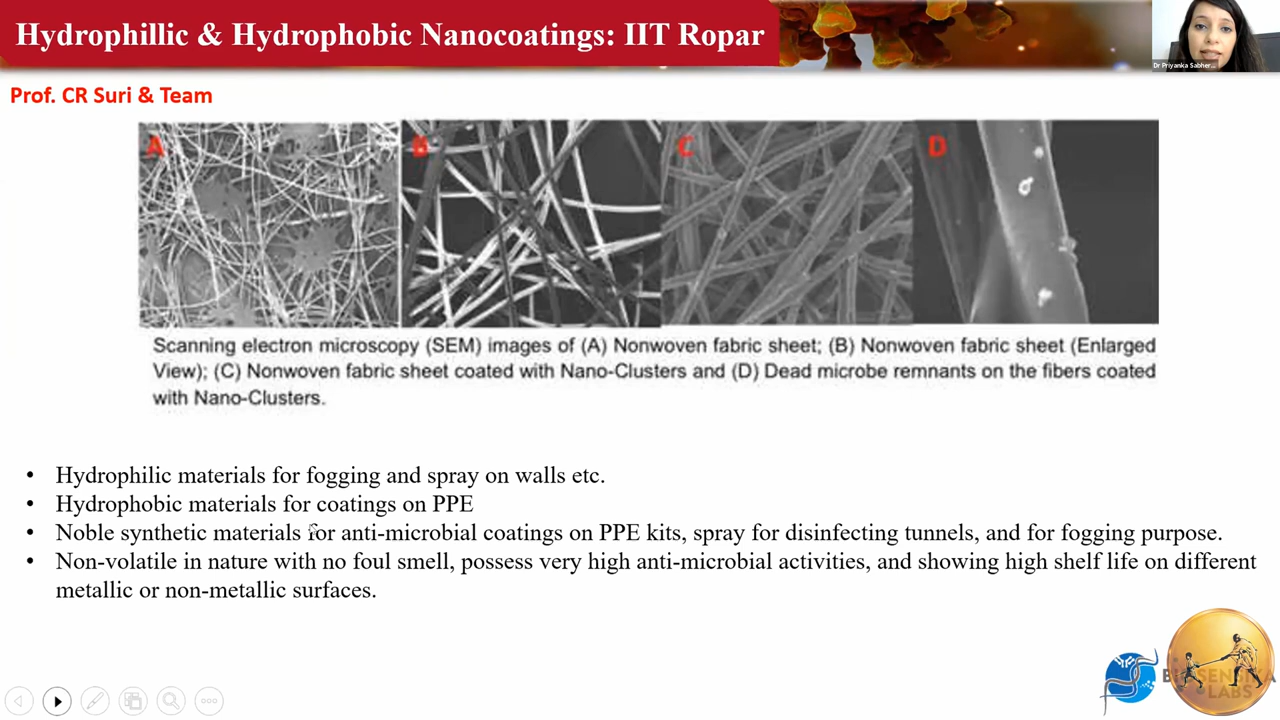 Hydrophillic & Hydrophobic Nanocoatings: IIT Ropar
Dr Priyanka Sabher...
Prof. CR Suri & Team
A B C D
Scanning electron microscopy (SEM) images of (A) Nonwoven fabric sheet; (B) Nonwoven fabric sheet (Enlarged
View); (C) Nonwoven fabric sheet coated with Nano-Clusters and (D) Dead microbe remnants on the fibers coated
with Nano-Clusters.
• Hydrophilic materials for fogging and spray on walls etc.
• Hydrophobic materials for coatings on PPE
• Noble synthetic materials for anti-microbial coatings on PPE kits, spray for disinfecting tunnels, and for fogging purpose.
• Non-volatile in nature with no foul smell, possess very high anti-microbial activities, and showing high shelf life on different
metallic or non-metallic surfaces.
BIOSENSIKA
LABS